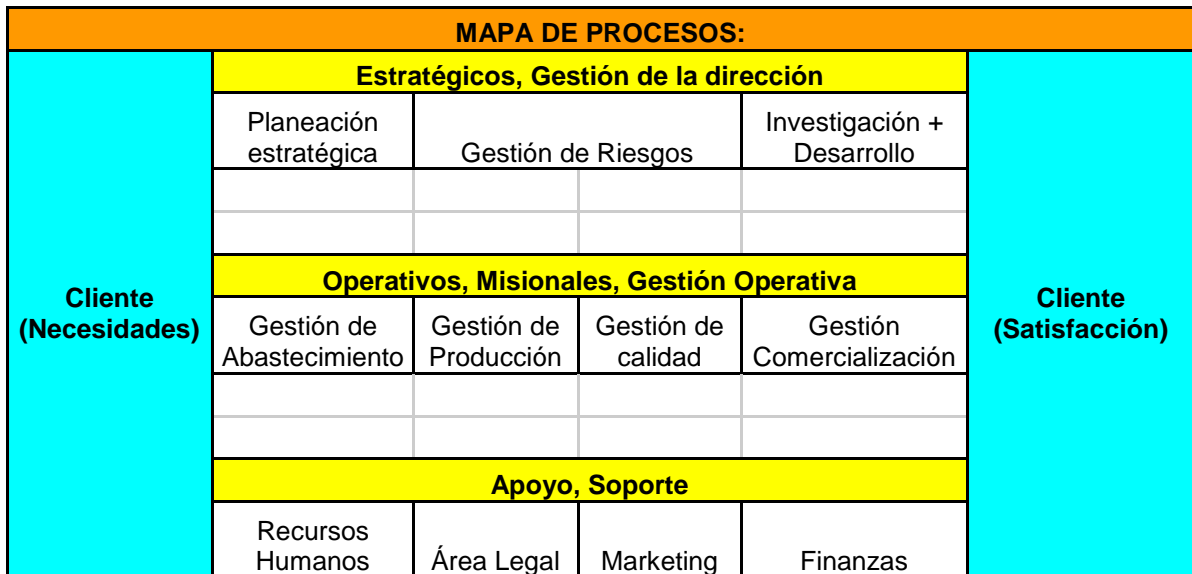 MAPA DE PROCESOS:
Estratégicos, Gestión de la dirección
Planeación
estratégica
Gestión de Riesgos
Investigación +
Desarrollo
Cliente
(Necesidades)
Operativos, Misionales, Gestión Operativa
Gestión de
Abastecimiento
Gestión de
Producción
Gestión de
calidad
Gestión
Comercialización
Cliente
(Satisfacción)
Apoyo, Soporte
Recursos
Humanos
Área Legal
Marketing
Finanzas